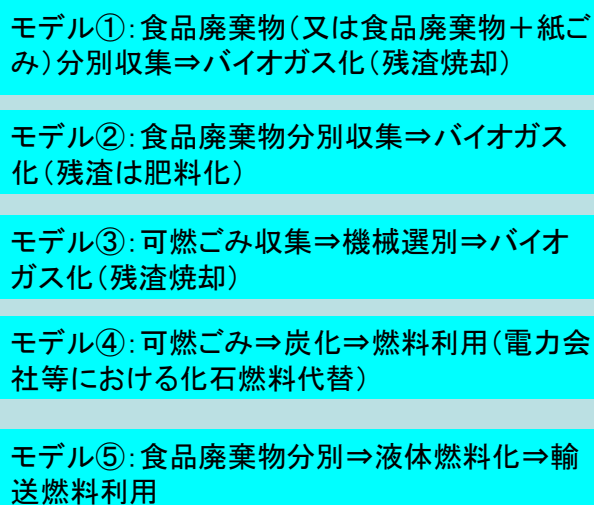 モデル①：食品廃棄物（又は食品廃棄物＋紙ご
み）分別収集⇒バイオガス化（残渣焼却）
モデル②：食品廃棄物分別収集⇒バイオガス
化（残渣は肥料化）
モデル③：可燃ごみ収集⇒機械選別⇒バイオ
ガス化（残渣焼却）
モデル④：可燃ごみ⇒炭化⇒燃料利用（電力会
社等における化石燃料代替）
モデル⑤：食品廃棄物分別⇒液体燃料化⇒輸
送燃料利用